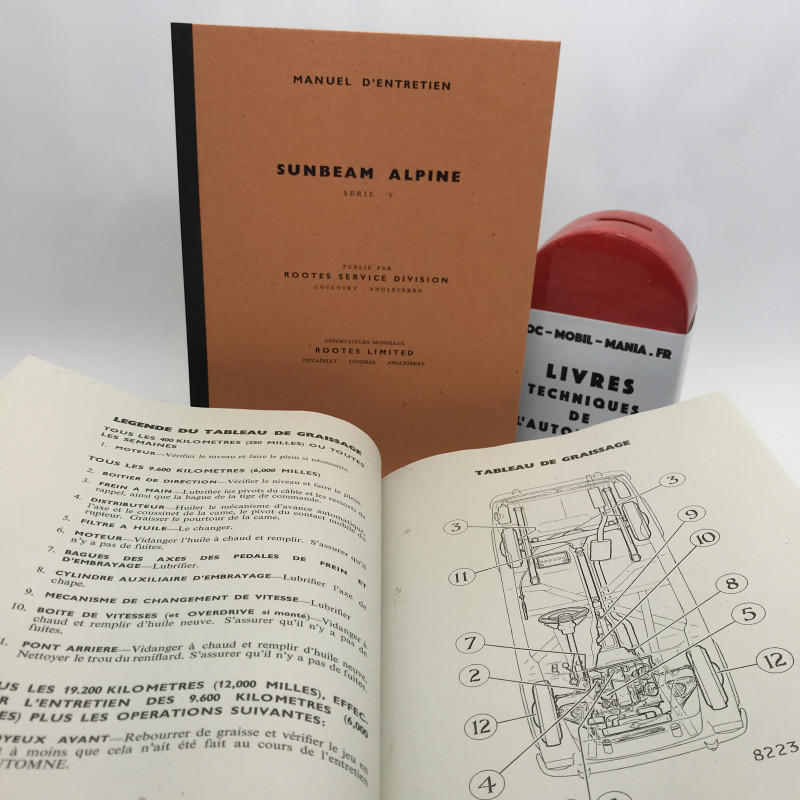 MANUEL D'ENTRETIEN
SUNBEAM ALPINE
SERIE V
PUBLIE PAR
ROOTES SERVICE DIVISION
COVENTRY . ANGLETERRE
EXPORTATEURS MONDIAUX
ROOTES LIMITED
PICCADILLY . LONDRES . ANGLETERRE
OC-MOBIL-MANIA.FR
LIVRES
TECHNIQUES
DE
L'AUTO
LEGENDE DU TABLEAU DE GRAISSAGE
TOUS LES 400 KILOMETRES (250 MILLES) OU TOUTES
LES SEMAINES
1. MOTEUR—Vérifier le niveau et faire le plein si nécessaire.
TOUS LES 9.600 KILOMETRES (6,000 MILLES)
2. BOITIER DE DIRECTION—Vérifier le niveau et faire le plein.
3. FREIN A MAIN—Lubrifier les pivots du câble et les ressorts de
rappel, ainsi que la bague de la tige de commande.
4. DISTRIBUTEUR—Huiler le mécanisme d'avance automatique,
l'axe et le coussinet de la came, le pivot du contact mobile du
rupteur. Graisser le pourtour de la came.
5. FILTRE A HUILE—Le changer.
6. MOTEUR—Vidanger l'huile à chaud et remplir. S'assurer qu'il
n'y a pas de fuites.
7. BAGUES DES AXES DES PEDALES DE FREIN ET
D'EMBRAYAGE—Lubrifier.
8. CYLINDRE AUXILIAIRE D'EMBRAYAGE—Lubrifier l'axe de
chape.
9. MECANISME DE CHANGEMENT DE VITESSE—Lubrifier
10. BOITE DE VITESSES (et OVERDRIVE si monté)—Vidanger à
chaud et remplir d'huile neuve. S'assurer qu'il n'y a pas de
fuites.
1. PONT ARRIERE—Vidanger à chaud et remplir d'huile neuve.
Nettoyer le trou du reniflard. S'assurer qu'il n'y a pas de fuites.
US LES 19.200 KILOMETRES (12,000 MILLES), EFFEC-
R L'ENTRETIEN DES 9.600 KILOMETRES (6,000
ES) PLUS LES OPERATIONS SUIVANTES:
OYEUX AVANT—Rebourrer de graisse et vérifier le jeu en
t à moins que cela n'ait été fait au cours de l'entretien
UTOMNE.
TABLEAU DE GRAISSAGE
3
3
9
11
10
8
5
7
2
12
12
4
8223